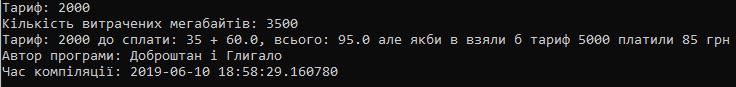 Тариф: 2000
Кількість витрачених мегабайтів: 3500
Тариф: 2000 до сплати: 35 + 60.0, всього: 95.0 але якби в взяли б тариф 5000 платили 85 грн
Автор програми: Доброштан і Глигало
Час компіляції: 2019-06-10 18:58:29.160780